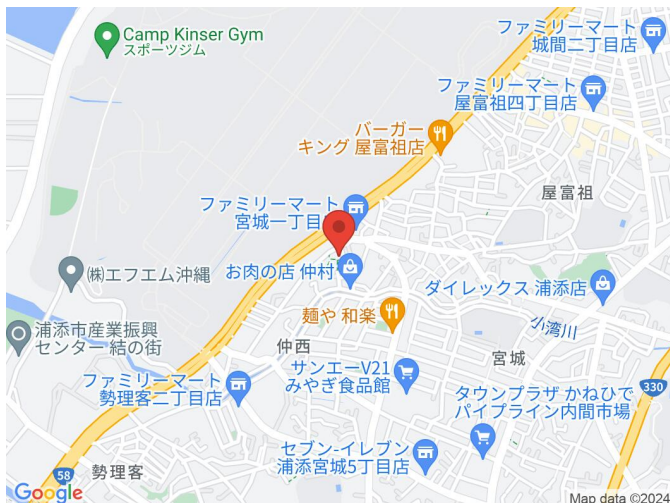 Camp Kinser Gym
スポーツジム
ファミリーマート
城間二丁目店
ファミリーマート
屋富祖四丁目店
バーガー
キング 屋富祖店
屋富祖
ファミリーマート
宮城一丁目
お肉の店 仲村
㈱エフエム沖縄
ダイレックス 浦添店
麺や 和楽
小湾川
浦添市産業振興
センター 結の街
仲西
宮城
サンエーV21
みやぎ食品館
ファミリーマート
勢理客二丁目店
330
タウンプラザ かねひで
パイプライン内間市場
セブン-イレブン
浦添宮城5丁目店
勢理客
58
Google
Map data ©2024